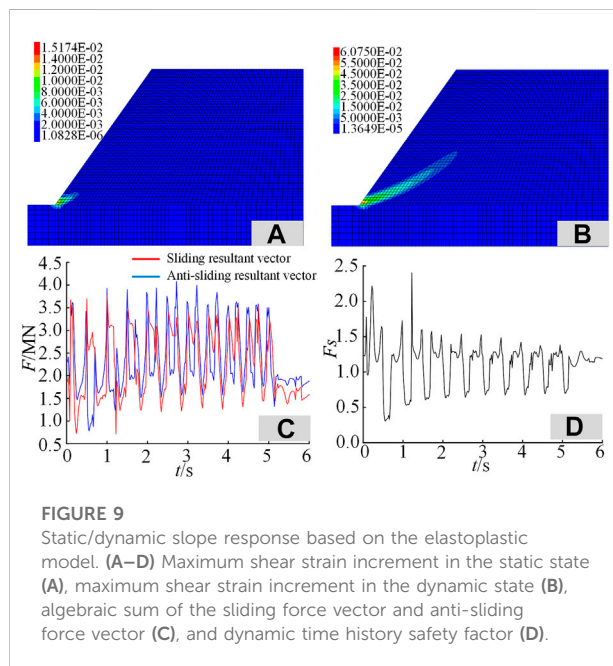 1.5174E-02
1.4000E-02
1.2000E-02
1.0000E-02
8.0000E-03
6.0000E-03
4.0000E-03
2.0000E-03
1.0828E-06
A
6.0750E-02
5.5000E-02
4.5000E-02
3.5000E-02
2.5000E-02
1.5000E-02
5.0000E-03
1.3649E-05
B
Sliding resultant vector
Anti-sliding resultant vector
F/MN
4.5
4.0
3.5
3.0
2.5
2.0
1.5
1.0
0.5
0 1 2 3 4 5 6
t/s
C
Fs
2.5
2.0
1.5
1.0
0.5
0.0
0 1 2 3 4 5 6
t/s
D
FIGURE 9
Static/dynamic slope response based on the elastoplastic
model. (A–D) Maximum shear strain increment in the static state
(A), maximum shear strain increment in the dynamic state (B),
algebraic sum of the sliding force vector and anti-sliding
force vector (C), and dynamic time history safety factor (D).